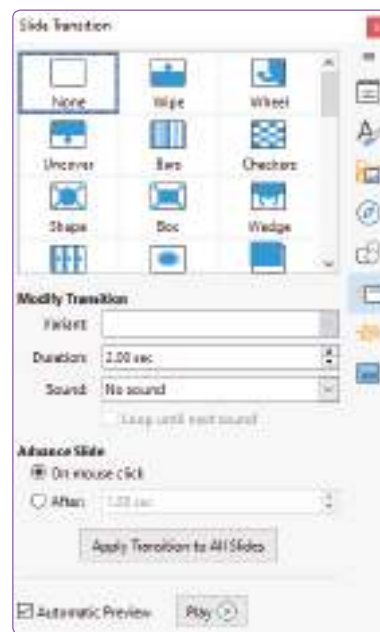 Slide Transition
None Wipe Wheel
Uncover Bars Checkers
Shape Box Wedge
Modify Transition
Variant:
Duration: 2.00 sec
Sound: No sound
Loop until next sound
Advance Slide
On mouse click
After: 1.00 sec
Apply Transition to All Slides
Automatic Preview Play